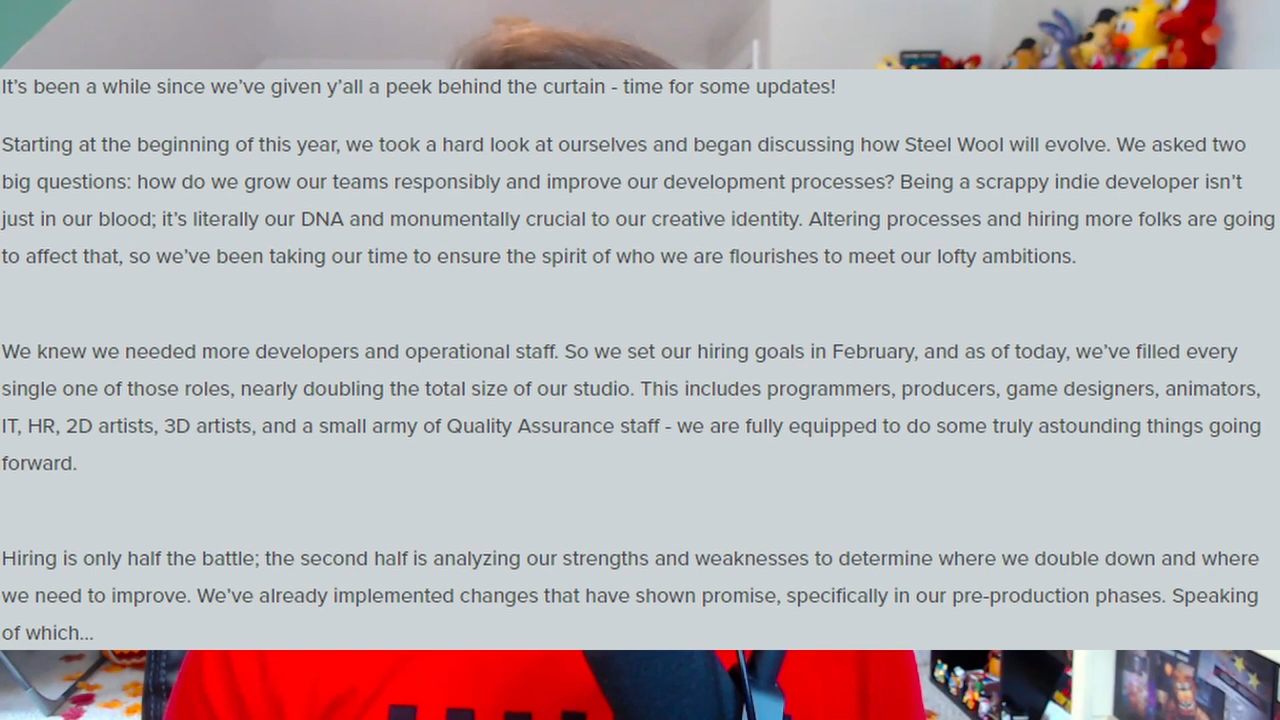 It’s been a while since we’ve given y’all a peek behind the curtain - time for some updates!
Starting at the beginning of this year, we took a hard look at ourselves and began discussing how Steel Wool will evolve. We asked two
big questions: how do we grow our teams responsibly and improve our development processes? Being a scrappy indie developer isn’t
just in our blood; it’s literally our DNA and monumentally crucial to our creative identity. Altering processes and hiring more folks are going
to affect that, so we’ve been taking our time to ensure the spirit of who we are flourishes to meet our lofty ambitions.
We knew we needed more developers and operational staff. So we set our hiring goals in February, and as of today, we’ve filled every
single one of those roles, nearly doubling the total size of our studio. This includes programmers, producers, game designers, animators,
IT, HR, 2D artists, 3D artists, and a small army of Quality Assurance staff - we are fully equipped to do some truly astounding things going
forward.
Hiring is only half the battle; the second half is analyzing our strengths and weaknesses to determine where we double down and where
we need to improve. We’ve already implemented changes that have shown promise, specifically in our pre-production phases. Speaking
of which...